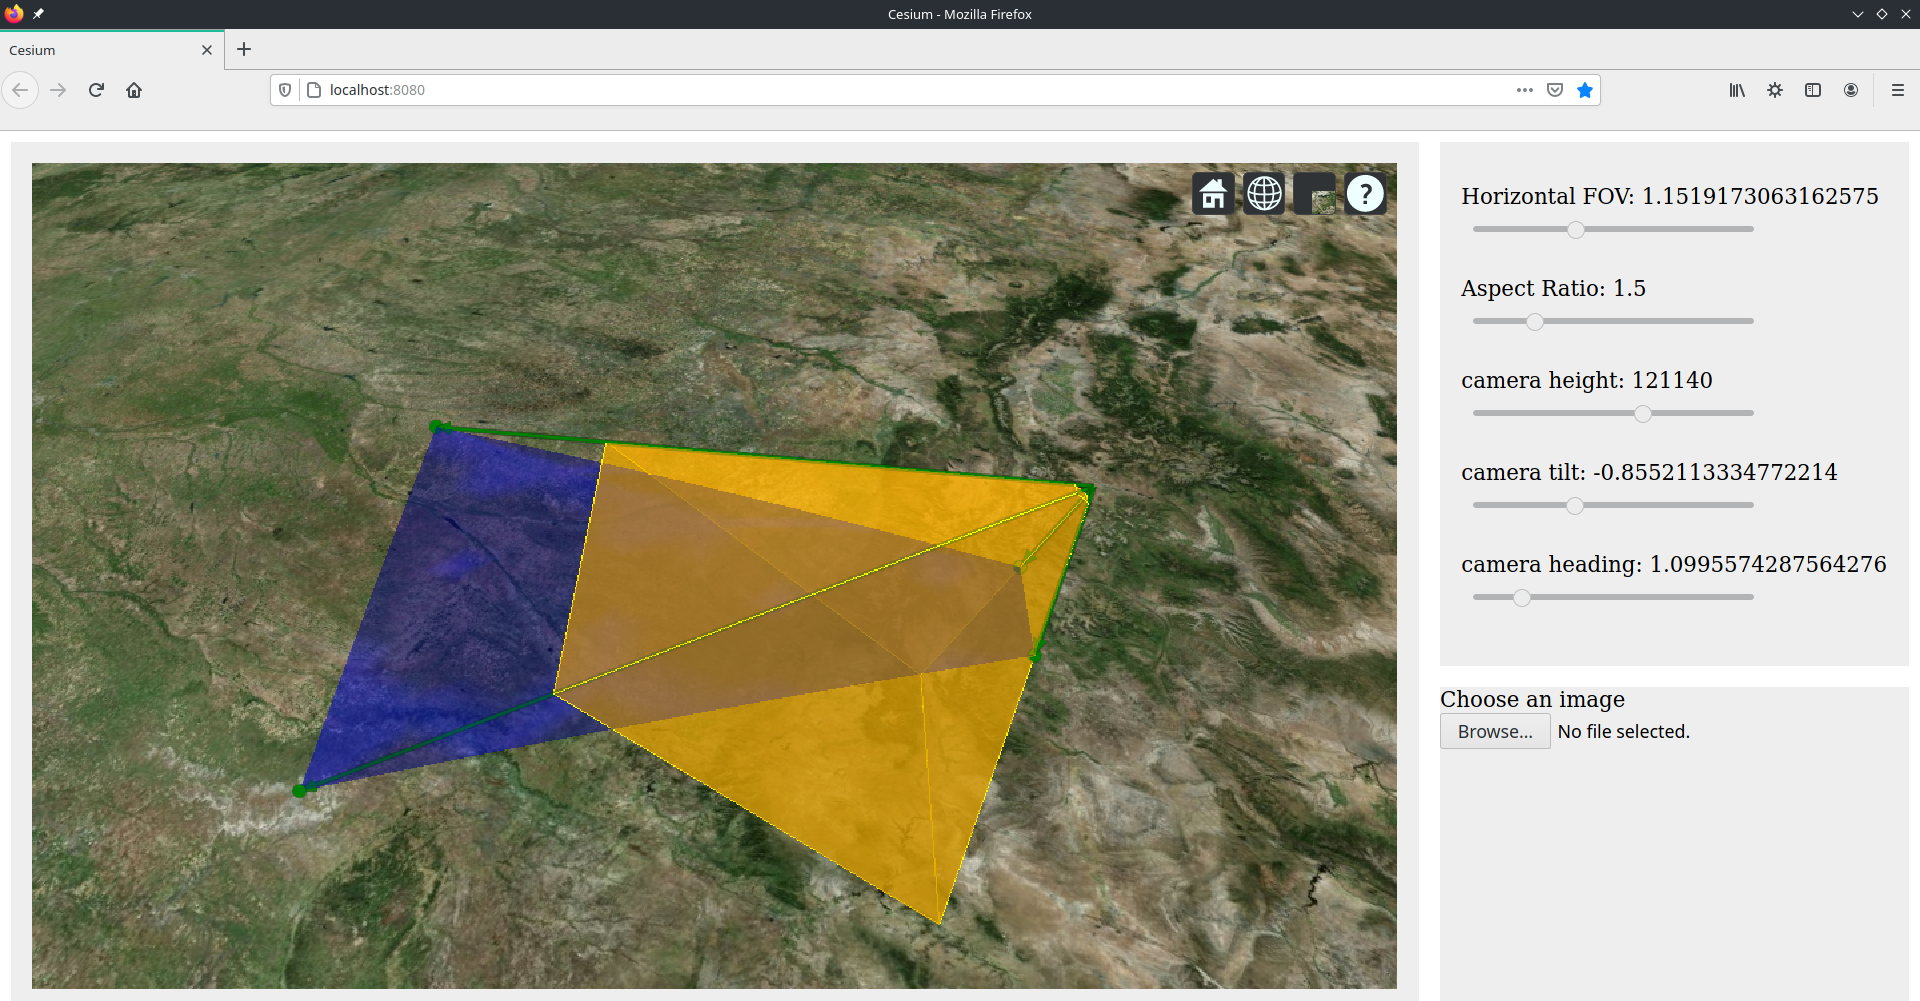 Cesium - Mozilla Firefox
Cesium
localhost:8080
?
Horizontal FOV: 1.1519173063162575
Aspect Ratio: 1.5
camera height: 121140
camera tilt: -0.8552113334772214
camera heading: 1.0995574287564276
Choose an image
Browse... No file selected.